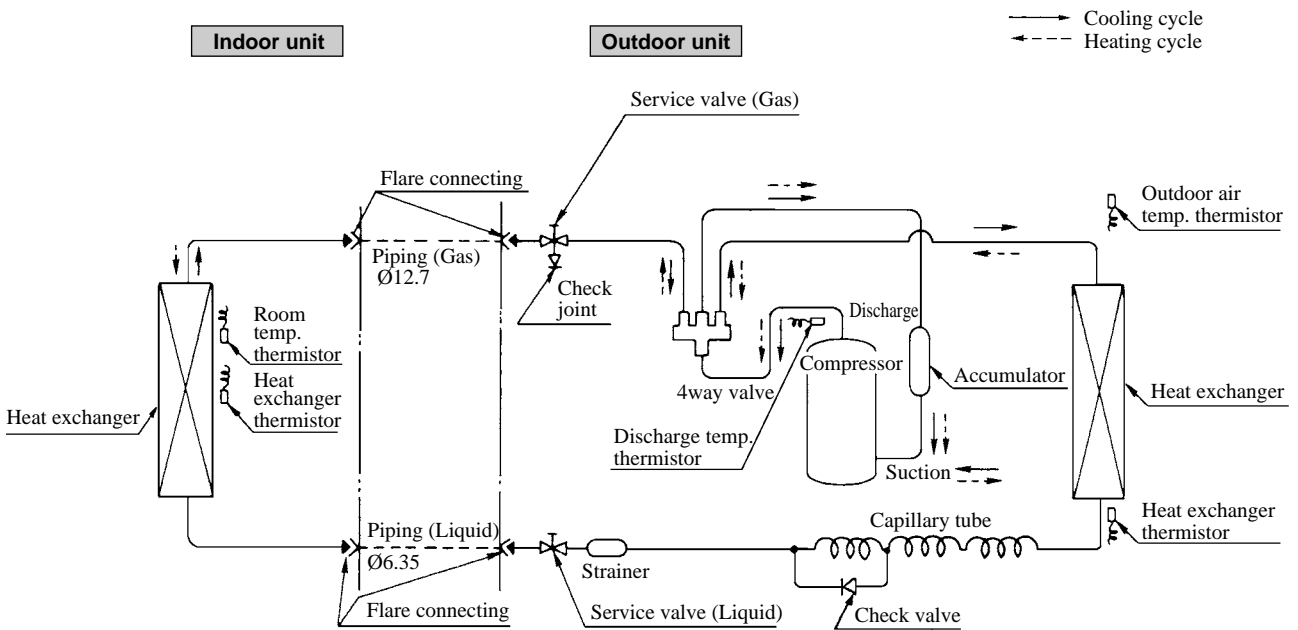 Cooling cycle
Heating cycle
Indoor unit
Outdoor unit
Service valve (Gas)
Flare connecting
Outdoor air
temp. thermistor
Piping (Gas)
Ø12.7
Check
joint
Room
temp.
thermistor
Discharge
Compressor
Accumulator
4way valve
Heat
exchanger
thermistor
Heat exchanger
Heat exchanger
Discharge temp.
thermistor
Suction
Piping (Liquid)
Ø6.35
Capillary tube
Heat exchanger
thermistor
Strainer
Flare connecting
Service valve (Liquid)
Check valve